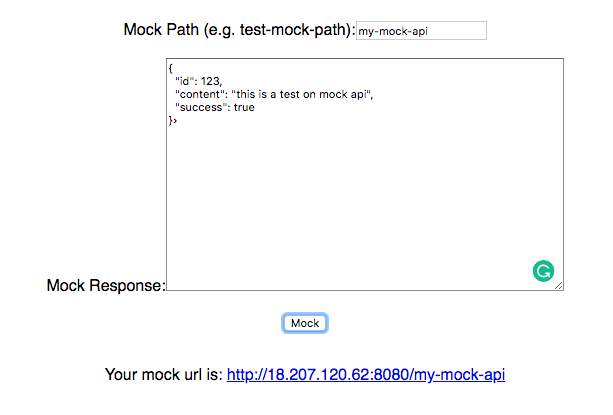 Mock Path (e.g. test-mock-path): my-mock-api
{
  "id": 123,
  "content": "this is a test on mock api",
  "success": true
}›
Mock Response:
Mock
Your mock url is: http://18.207.120.62:8080/my-mock-api